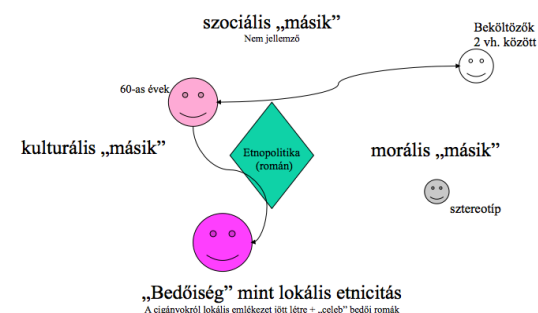 szociális „másik”
Nem jellemző
Beköltözők
2 vh. között
60-as évek
kulturális „másik”
Etnopolitika
(román)
morális „másik”
sztereotíp
„Bedőiség” mint lokális etnicitás
A cigányokról lokális emlékezet jött létre + „celeb” bedői romák